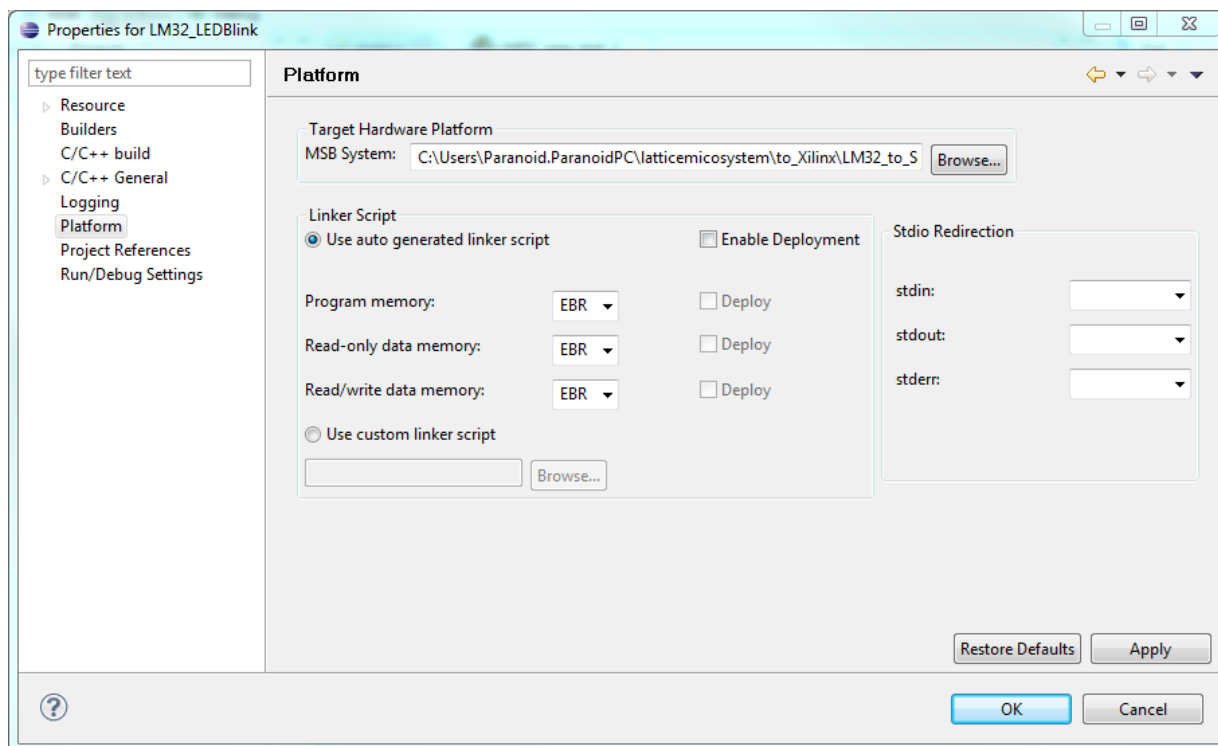 Properties for LM32_LEDBlink
type filter text
Platform
Resource
Builders
C/C++ build
C/C++ General
Logging
Platform
Project References
Run/Debug Settings
Target Hardware Platform
MSB System: C:\Users\Paranoid.ParanoidPC\latticemicosystem\to_Xilinx\LM32_to_S Browse...
Linker Script
Use auto generated linker script Enable Deployment
Program memory: EBR Deploy
Read-only data memory: EBR Deploy
Read/write data memory: EBR Deploy
Use custom linker script
Browse...
Stdio Redirection
stdin:
stdout:
stderr:
Restore Defaults Apply
? OK Cancel